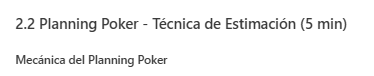 2.2 Planning Poker - Técnica de Estimación (5 min)
Mecánica del Planning Poker